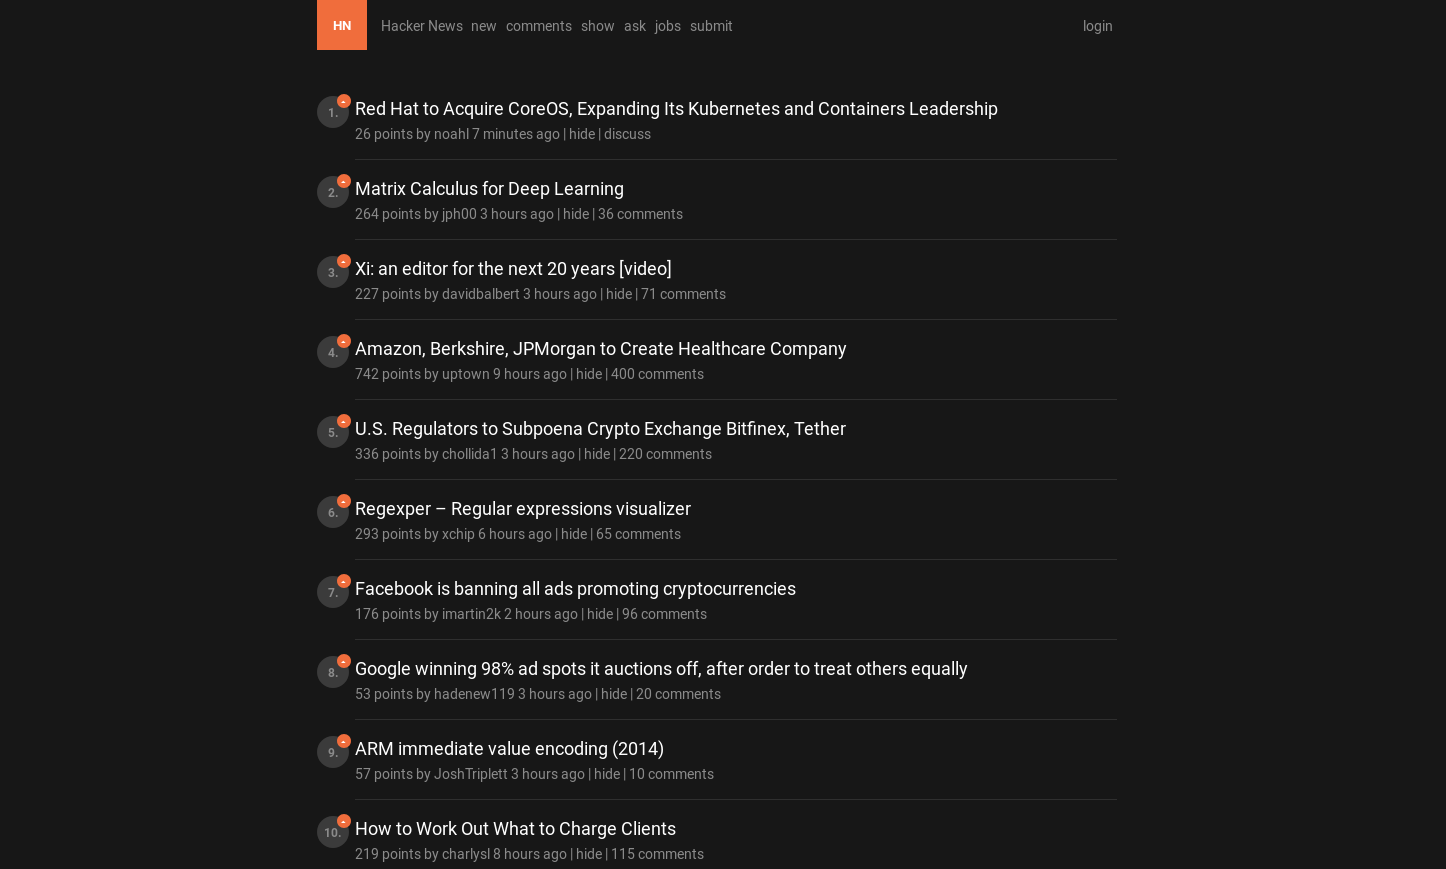 HN
Hacker News new comments show ask jobs submit login
1. Red Hat to Acquire CoreOS, Expanding Its Kubernetes and Containers Leadership
26 points by noahl 7 minutes ago | hide | discuss
2. Matrix Calculus for Deep Learning
264 points by jph00 3 hours ago | hide | 36 comments
3. Xi: an editor for the next 20 years [video]
227 points by davidbalbert 3 hours ago | hide | 71 comments
4. Amazon, Berkshire, JPMorgan to Create Healthcare Company
742 points by uptown 9 hours ago | hide | 400 comments
5. U.S. Regulators to Subpoena Crypto Exchange Bitfinex, Tether
336 points by chollida1 3 hours ago | hide | 220 comments
6. Regexper – Regular expressions visualizer
293 points by xchip 6 hours ago | hide | 65 comments
7. Facebook is banning all ads promoting cryptocurrencies
176 points by imartin2k 2 hours ago | hide | 96 comments
8. Google winning 98% ad spots it auctions off, after order to treat others equally
53 points by hadenew119 3 hours ago | hide | 20 comments
9. ARM immediate value encoding (2014)
57 points by JoshTriplett 3 hours ago | hide | 10 comments
10. How to Work Out What to Charge Clients
219 points by charlysl 8 hours ago | hide | 115 comments